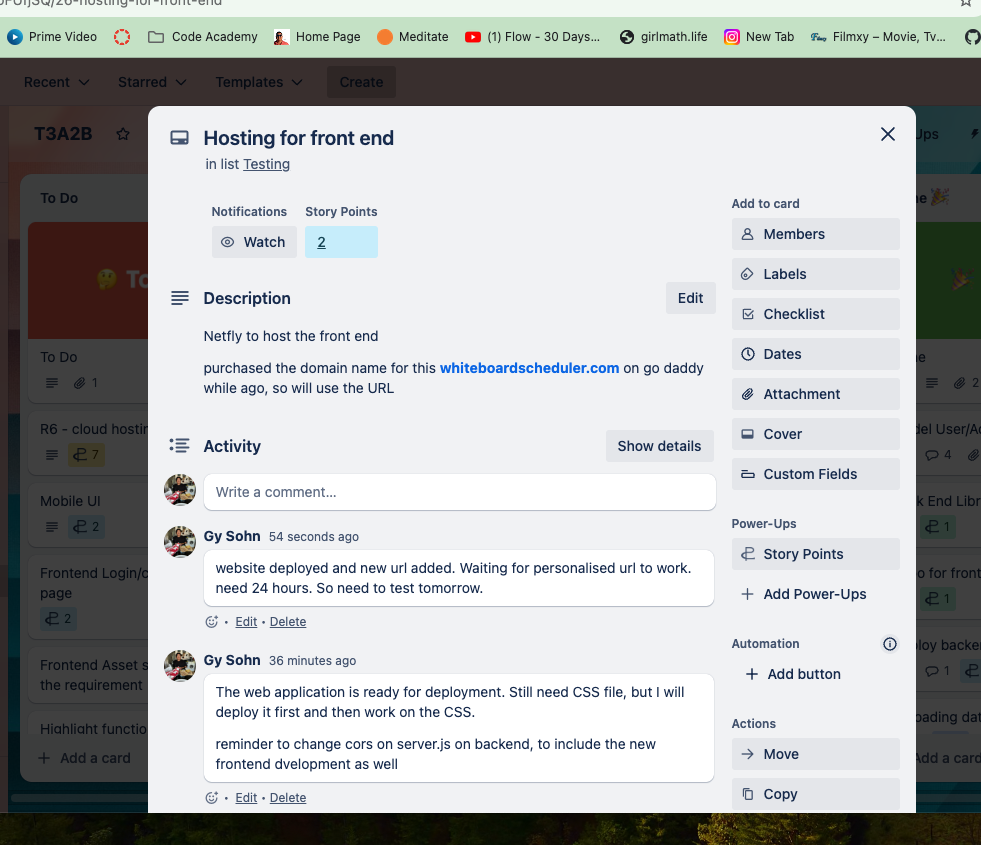 26-hosting-for-front-end
Prime Video
Code Academy
Home Page
Meditate
(1) Flow - 30 Days...
girlmath.life
New Tab
Filmxy – Movie, Tv...
Recent
Starred
Templates
Create
T3A2B
Ups
To Do
To Do
1
R6 - cloud hostin
7
Mobile UI
2
Frontend Login/c
page
2
Frontend Asset s
the requirement
Highlight functio
Add a card
Hosting for front end
in list Testing
Notifications
Story Points
Watch
2
Description
Edit
Netfly to host the front end
purchased the domain name for this whiteboardscheduler.com on go daddy
while ago, so will use the URL
Activity
Show details
Write a comment…
Gy Sohn 54 seconds ago
website deployed and new url added. Waiting for personalised url to work.
need 24 hours. So need to test tomorrow.
• Edit • Delete
Gy Sohn 36 minutes ago
The web application is ready for deployment. Still need CSS file, but I will
deploy it first and then work on the CSS.
reminder to change cors on server.js on backend, to include the new
frontend dvelopment as well
• Edit • Delete
Add to card
Members
Labels
Checklist
Dates
Attachment
Cover
Custom Fields
Power-Ups
Story Points
Add Power-Ups
Automation
Add button
Actions
Move
Copy
ne
ne
2
del User/Ad
4
k End Libr
1
o for front
1
loy backen
1
oading dat
Add a card